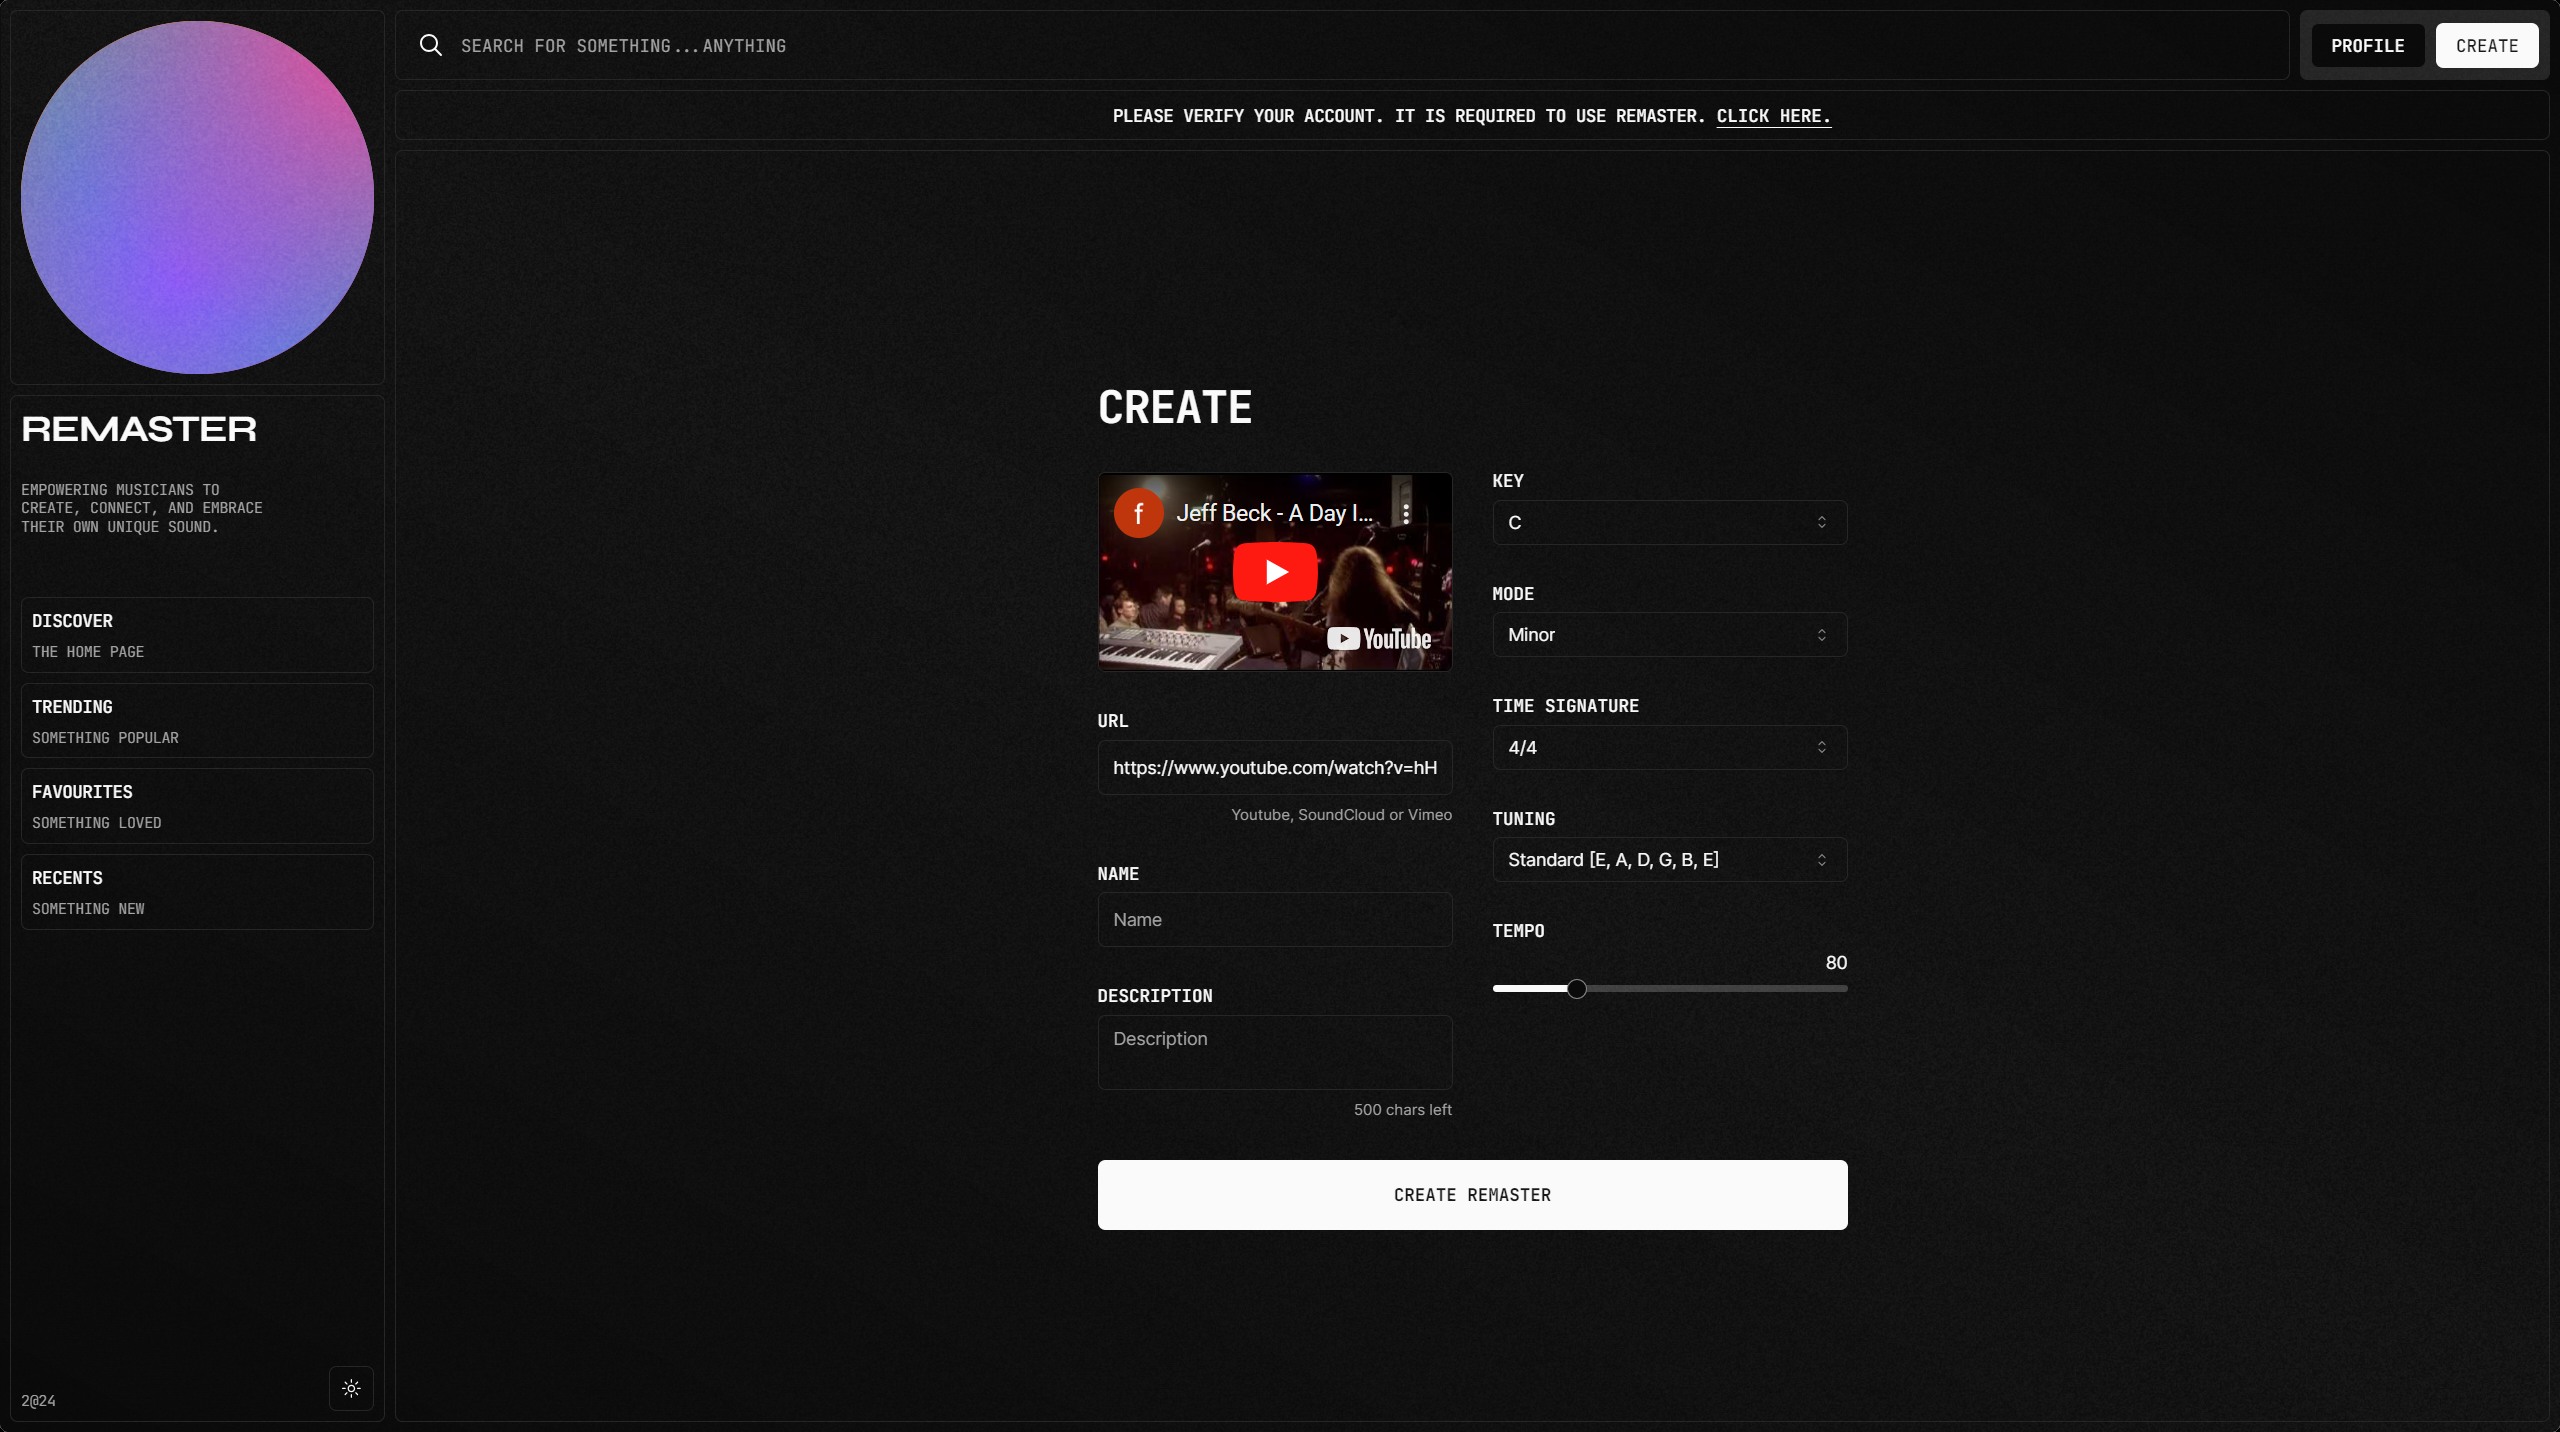 SEARCH FOR SOMETHING...ANYTHING
PROFILE
CREATE
PLEASE VERIFY YOUR ACCOUNT. IT IS REQUIRED TO USE REMASTER. CLICK HERE.
REMASTER
EMPOWERING MUSICIANS TO
CREATE, CONNECT, AND EMBRACE
THEIR OWN UNIQUE SOUND.
DISCOVER
THE HOME PAGE
TRENDING
SOMETHING POPULAR
FAVOURITES
SOMETHING LOVED
RECENTS
SOMETHING NEW
2@24
CREATE
f
Jeff Beck - A Day I...
YouTube
URL
https://www.youtube.com/watch?v=hH
Youtube, SoundCloud or Vimeo
NAME
Name
DESCRIPTION
Description
500 chars left
KEY
C
MODE
Minor
TIME SIGNATURE
4/4
TUNING
Standard [E, A, D, G, B, E]
TEMPO
80
CREATE REMASTER